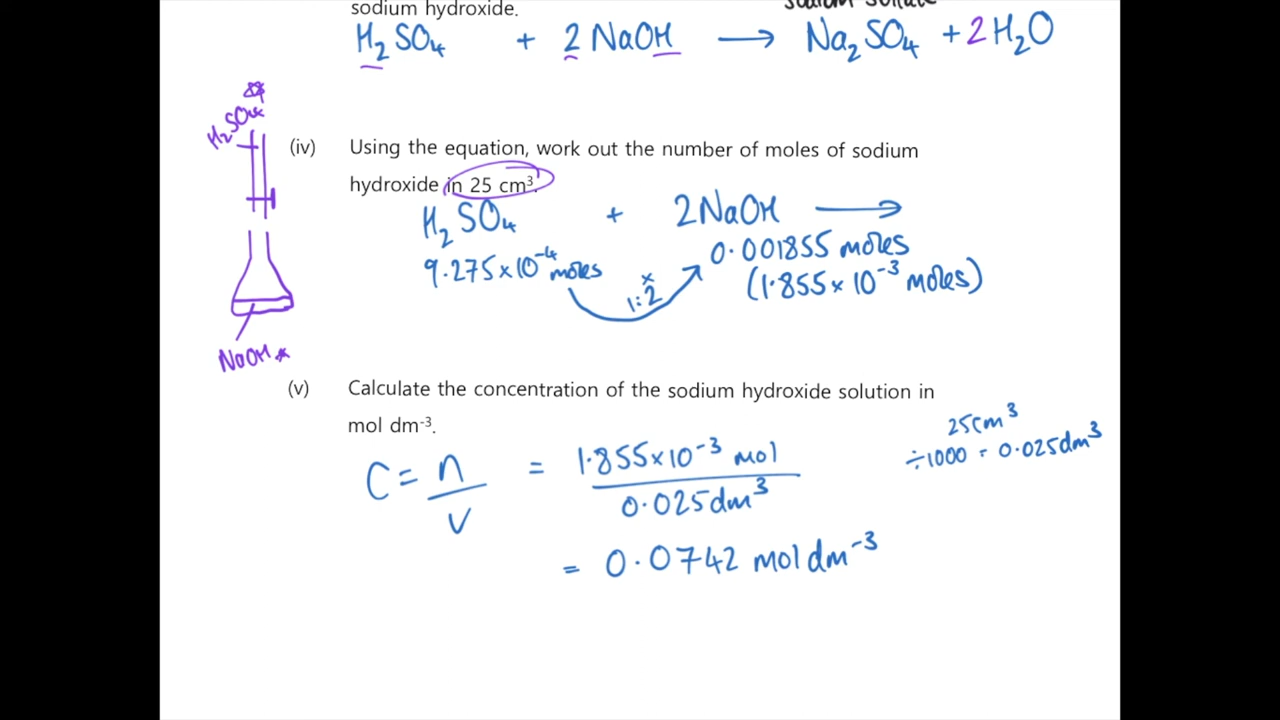 sodium hydroxide.
H₂SO₄ + 2 NaOH → Na₂SO₄ + 2H₂O
H₂SO₄
(iv) Using the equation, work out the number of moles of sodium
hydroxide in 25 cm³.
H₂SO₄ + 2NaOH →
9.275×10⁻⁴ moles 0.001855 moles
1:2 × (1.855×10⁻³ moles)
NaOH
(v) Calculate the concentration of the sodium hydroxide solution in
mol dm⁻³.
25cm³
÷1000 = 0.025dm³
C = n/v = 1.855×10⁻³ mol / 0.025dm³
= 0.0742 mol dm⁻³